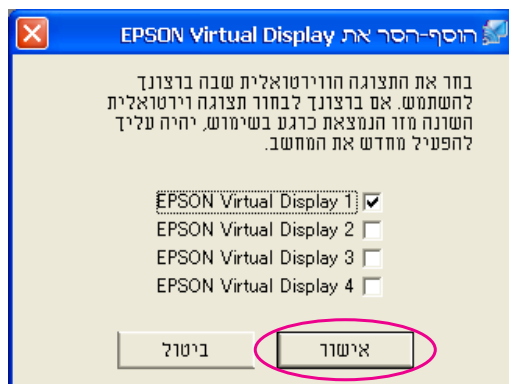 הוסף-הסר את EPSON Virtual Display
בחר את התצוגה הווירטואלית שבה ברצונך
להשתמש. אם ברצונך לבחור תצוגה וירטואלית
השונה מזו הנמצאת כרגע בשימוש, יהיה עליך
להפעיל מחדש את המחשב.
EPSON Virtual Display 1
EPSON Virtual Display 2
EPSON Virtual Display 3
EPSON Virtual Display 4
אישור
ביטול